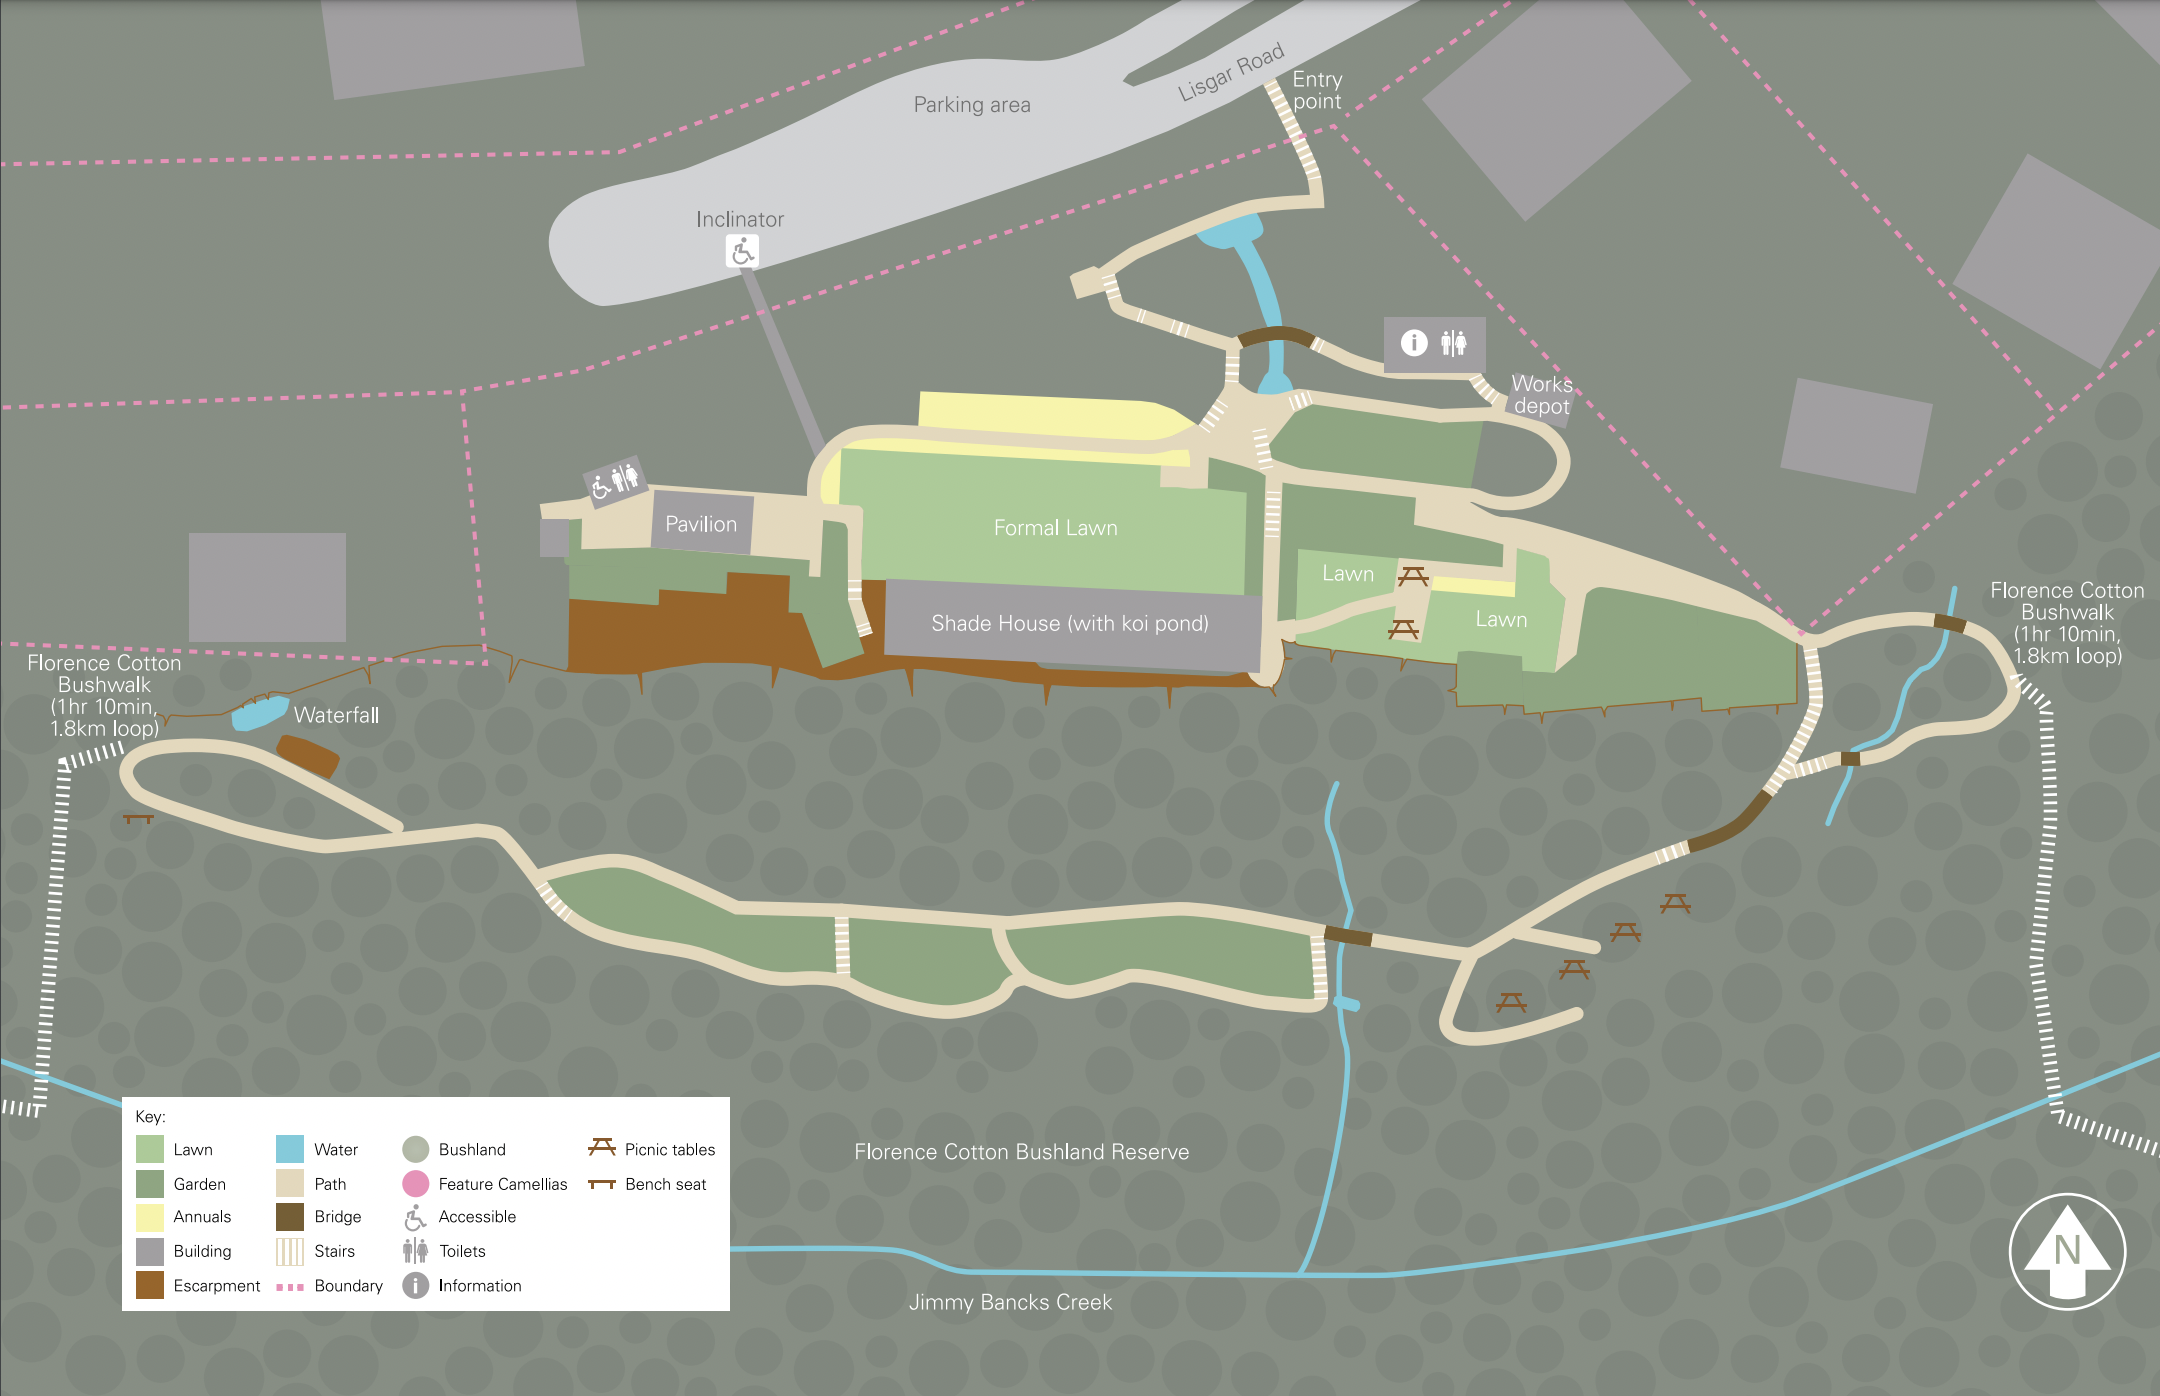 Lisgar Road
Entry
point
Parking area
Inclinator
Works
depot
Pavilion
Formal Lawn
Lawn
Shade House (with koi pond)
Lawn
Florence Cotton
Bushwalk
(1hr 10min,
1.8km loop)
Florence Cotton
Bushwalk
(1hr 10min,
1.8km loop)
Waterfall
Key:
Lawn
Water
Bushland
Picnic tables
Garden
Path
Feature Camellias
Bench seat
Annuals
Bridge
Accessible
Building
Stairs
Toilets
Escarpment
Boundary
i
Information
i
Florence Cotton Bushland Reserve
Jimmy Bancks Creek
N